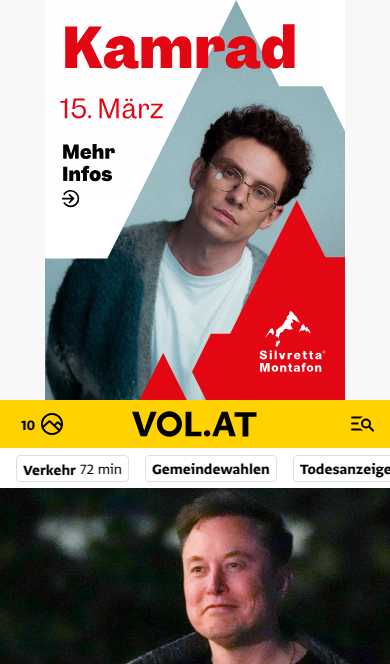 Kamrad
15. März
Mehr
Infos
Silvretta
Montafon
10
VOL.AT
Verkehr 72 min
Gemeindewahlen
Todesanzeige